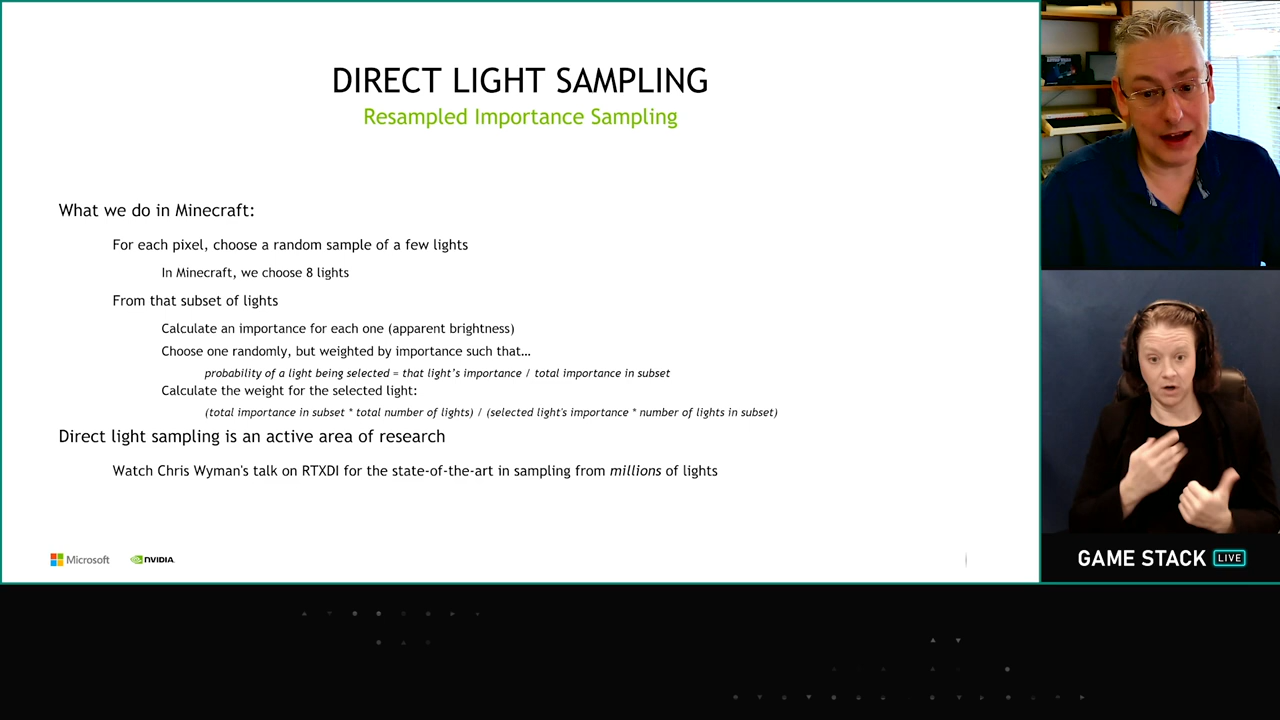 DIRECT LIGHT SAMPLING
Resampled Importance Sampling
What we do in Minecraft:
For each pixel, choose a random sample of a few lights
In Minecraft, we choose 8 lights
From that subset of lights
Calculate an importance for each one (apparent brightness)
Choose one randomly, but weighted by importance such that…
probability of a light being selected = that light’s importance / total importance in subset
Calculate the weight for the selected light:
(total importance in subset * total number of lights) / (selected light's importance * number of lights in subset)
Direct light sampling is an active area of research
Watch Chris Wyman's talk on RTXDI for the state-of-the-art in sampling from millions of lights
Microsoft
NVIDIA
GAME STACK LIVE